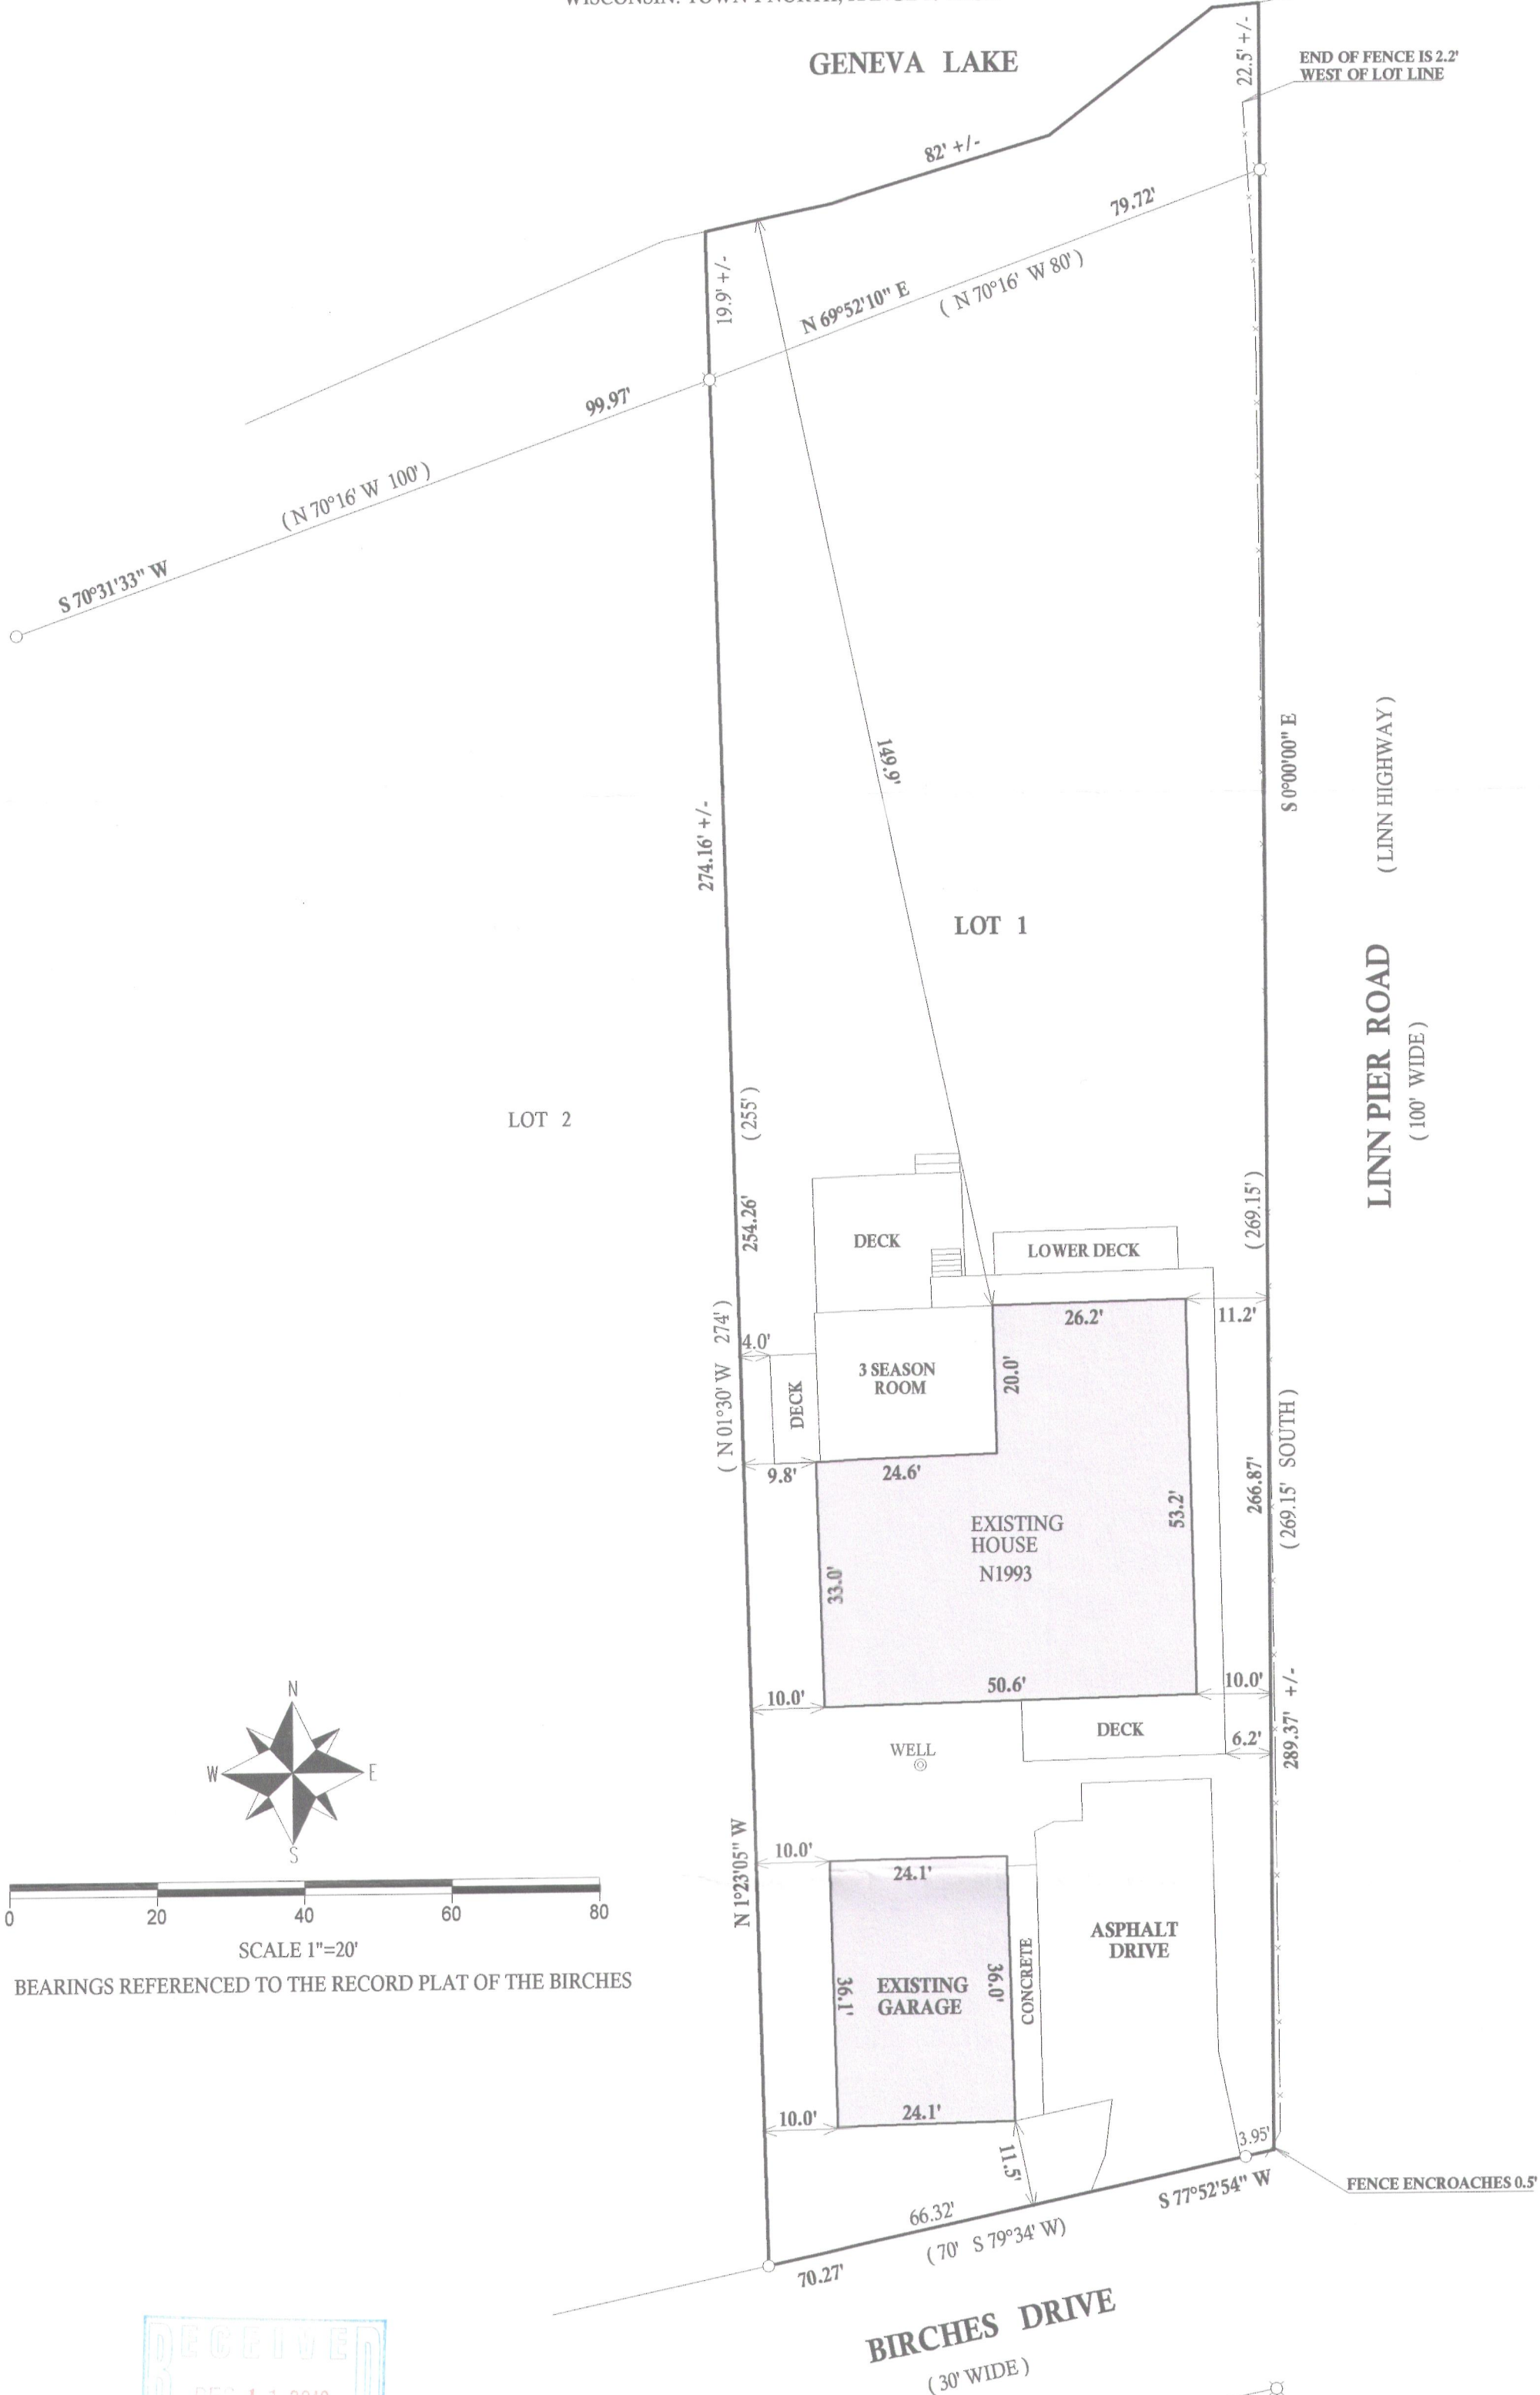 GENEVA LAKE
22.5' +/-
END OF FENCE IS 2.2'
WEST OF LOT LINE
82' +/-
79.72'
N 69°52'10" E
( N 70°16' W 80' )
19.9' +/-
99.97'
( N 70°16' W 100' )
S 70°31'33" W
149.9'
274.16' +/-
S 0°00'00" E
( LINN HIGHWAY )
LOT 1
LINN PIER ROAD
( 100' WIDE )
LOT 2
( 255' )
254.26'
( 269.15' )
DECK
LOWER DECK
26.2'
11.2'
( N 01°30' W 274' )
4.0'
DECK
3 SEASON
ROOM
20.0'
9.8'
24.6'
53.2'
266.87'
( 269.15' SOUTH )
EXISTING
HOUSE
N1993
33.0'
50.6'
10.0'
10.0'
289.37' +/-
DECK
6.2'
WELL
N
W
E
S
0
20
40
60
80
SCALE 1"=20'
BEARINGS REFERENCED TO THE RECORD PLAT OF THE BIRCHES
N 1°23'05" W
10.0'
24.1'
36.1'
EXISTING
GARAGE
36.0'
CONCRETE
ASPHALT
DRIVE
10.0'
24.1'
11.5'
3.95'
S 77°52'54" W
FENCE ENCROACHES 0.5'
66.32'
( 70' S 79°34' W)
70.27'
BIRCHES DRIVE
( 30' WIDE )
RECEIVED